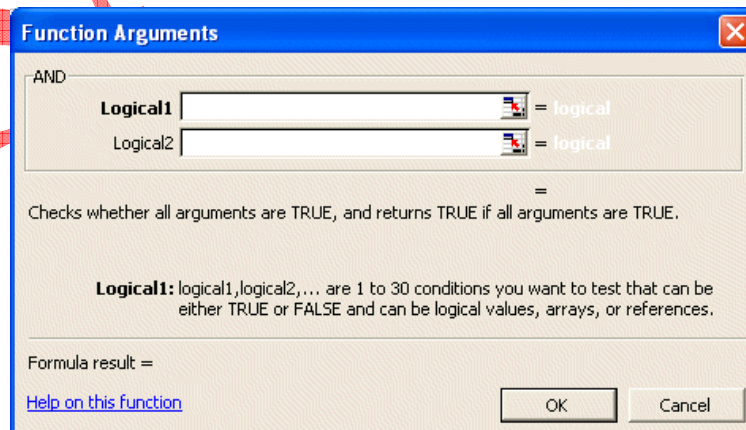 Function Arguments
AND
Logical1 = logical
Logical2 = logical
=
Checks whether all arguments are TRUE, and returns TRUE if all arguments are TRUE.
Logical1: logical1,logical2,... are 1 to 30 conditions you want to test that can be
either TRUE or FALSE and can be logical values, arrays, or references.
Formula result =
Help on this function
OK Cancel